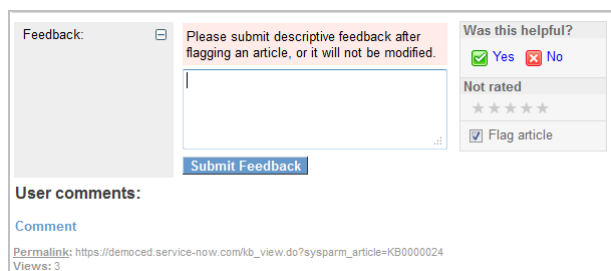 Feedback:
Please submit descriptive feedback after
flagging an article, or it will not be modified.
Submit Feedback
Was this helpful?
Yes No
Not rated
Flag article
User comments:
Comment
Permalink: https://democed.service-now.com/kb_view.do?sysparm_article=KB0000024
Views: 3